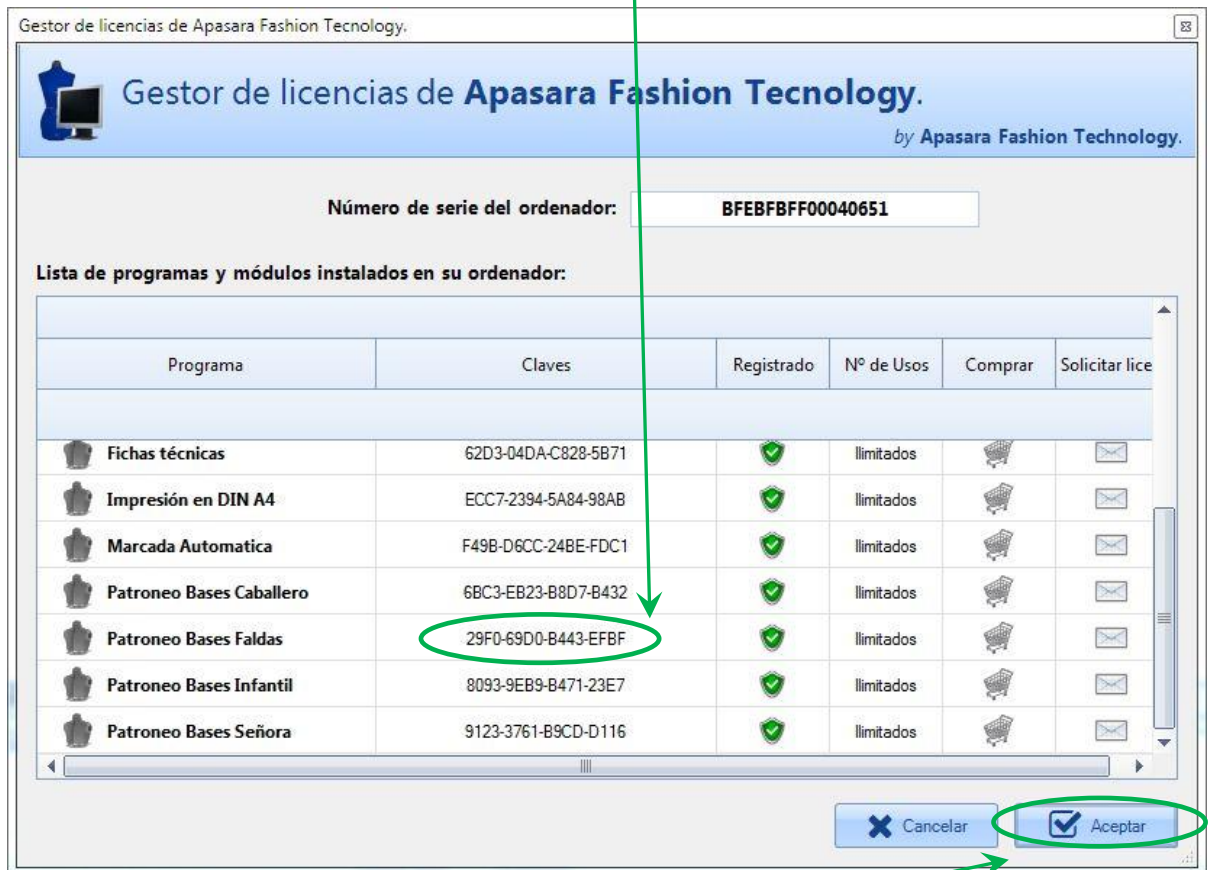 Gestor de licencias de Apasara Fashion Tecnology.
Gestor de licencias de Apasara Fashion Tecnology.
by Apasara Fashion Technology.
Número de serie del ordenador: BFEBFBFF00040651
Lista de programas y módulos instalados en su ordenador:
Programa Claves Registrado Nº de Usos Comprar Solicitar lice
Fichas técnicas 62D3-04DA-C828-5B71 Ilimitados
Impresión en DIN A4 ECC7-2394-5A84-98AB Ilimitados
Marcada Automatica F49B-D6CC-24BE-FDC1 Ilimitados
Patroneo Bases Caballero 6BC3-EB23-B8D7-B432 Ilimitados
Patroneo Bases Faldas 29F0-69D0-B443-EFBF Ilimitados
Patroneo Bases Infantil 8093-9EB9-B471-23E7 Ilimitados
Patroneo Bases Señora 9123-3761-B9CD-D116 Ilimitados
Cancelar Aceptar